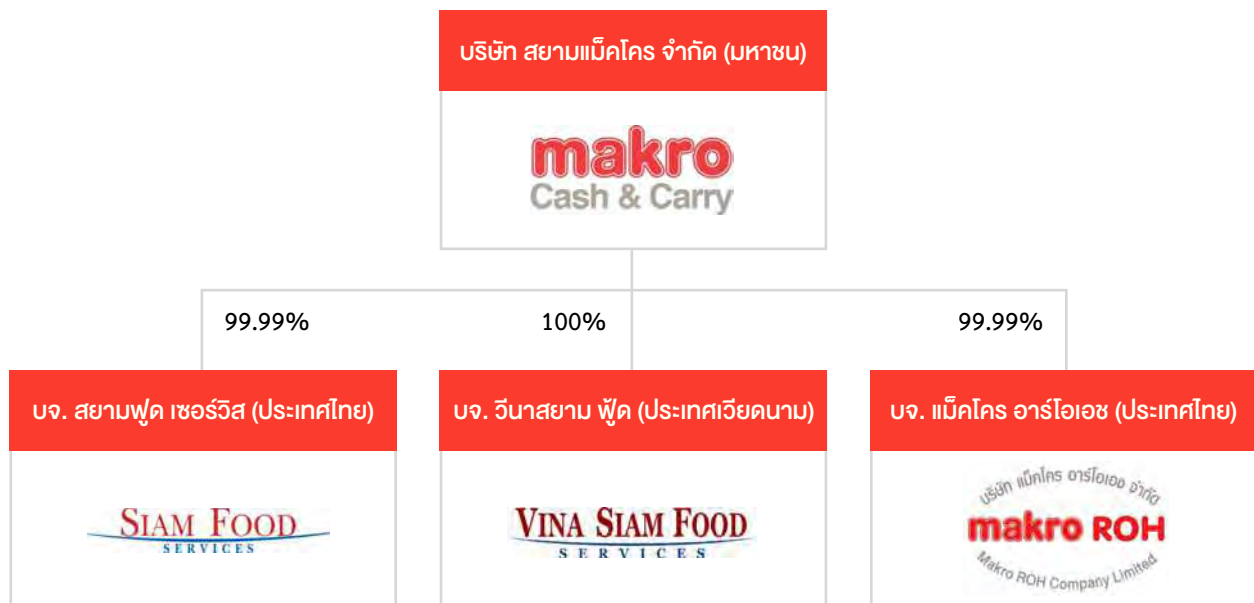 บริษัท สยามแม็คโคร จำกัด (มหาชน)
makro
Cash & Carry
99.99%
100%
99.99%
บจ. สยามฟูด เซอร์วิส (ประเทศไทย)
บจ. วีนาสยาม ฟู้ด (ประเทศเวียดนาม)
บจ. แม็คโคร อาร์โอเอช (ประเทศไทย)
SIAM FOOD
SERVICES
VINA SIAM FOOD
SERVICES
บริษัท แม็คโคร อาร์โอเออ จำกัด
makro ROH
Makro ROH Company Limited